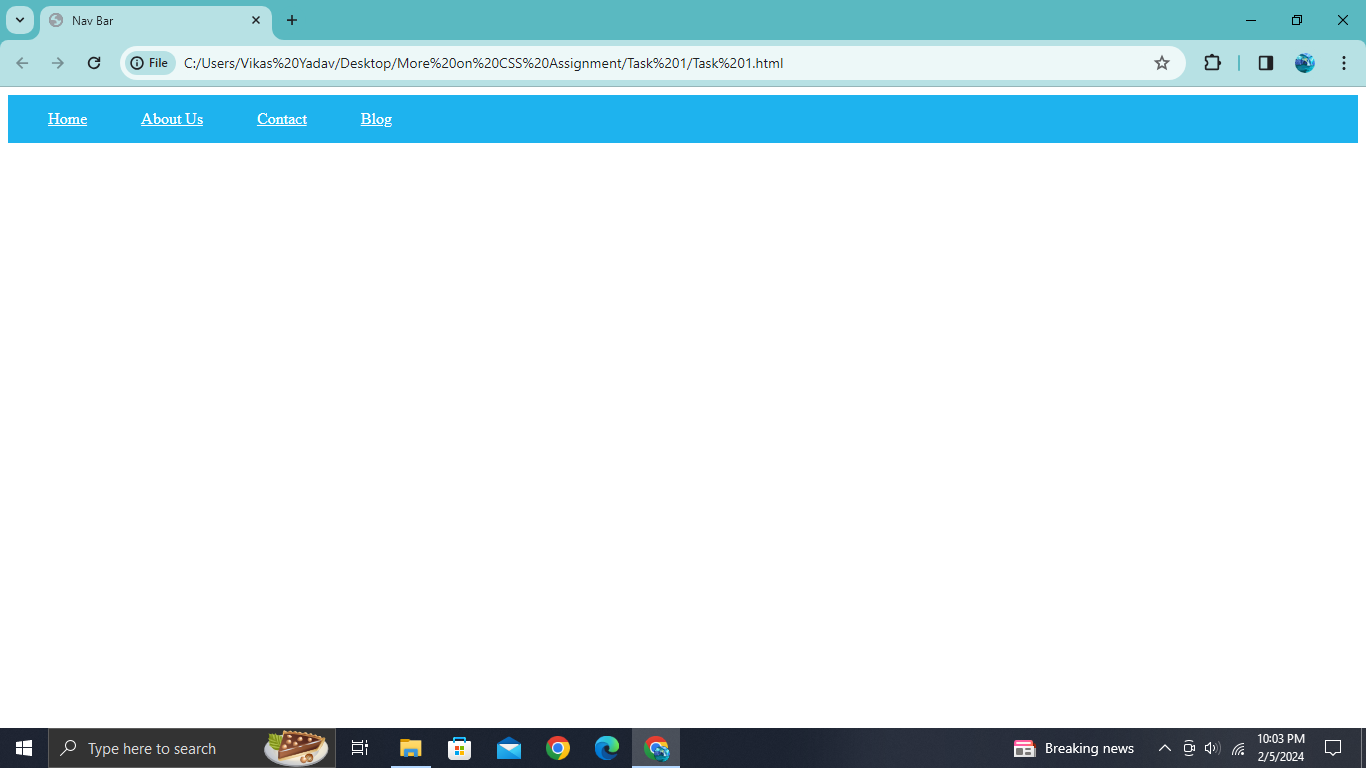 Nav Bar
File C:/Users/Vikas%20Yadav/Desktop/More%20on%20CSS%20Assignment/Task%201/Task%201.html
Home About Us Contact Blog
Type here to search
Breaking news
10:03 PM
2/5/2024